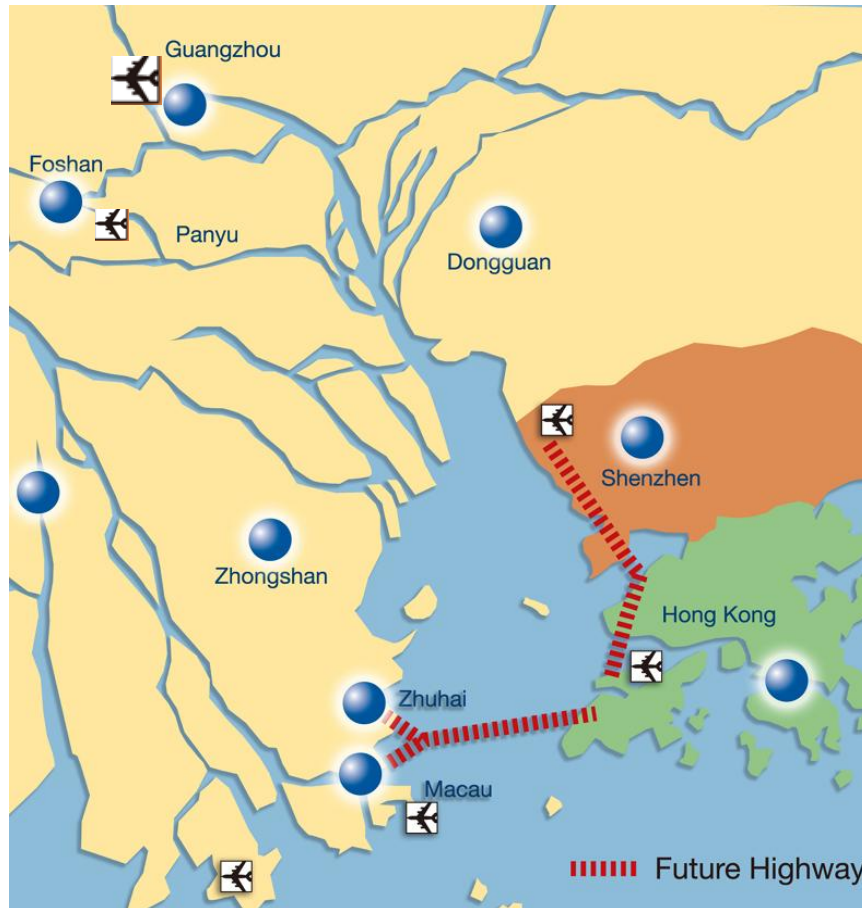 Guangzhou
Foshan
Panyu
Dongguan
Shenzhen
Zhongshan
Hong Kong
Zhuhai
Macau
Future Highway